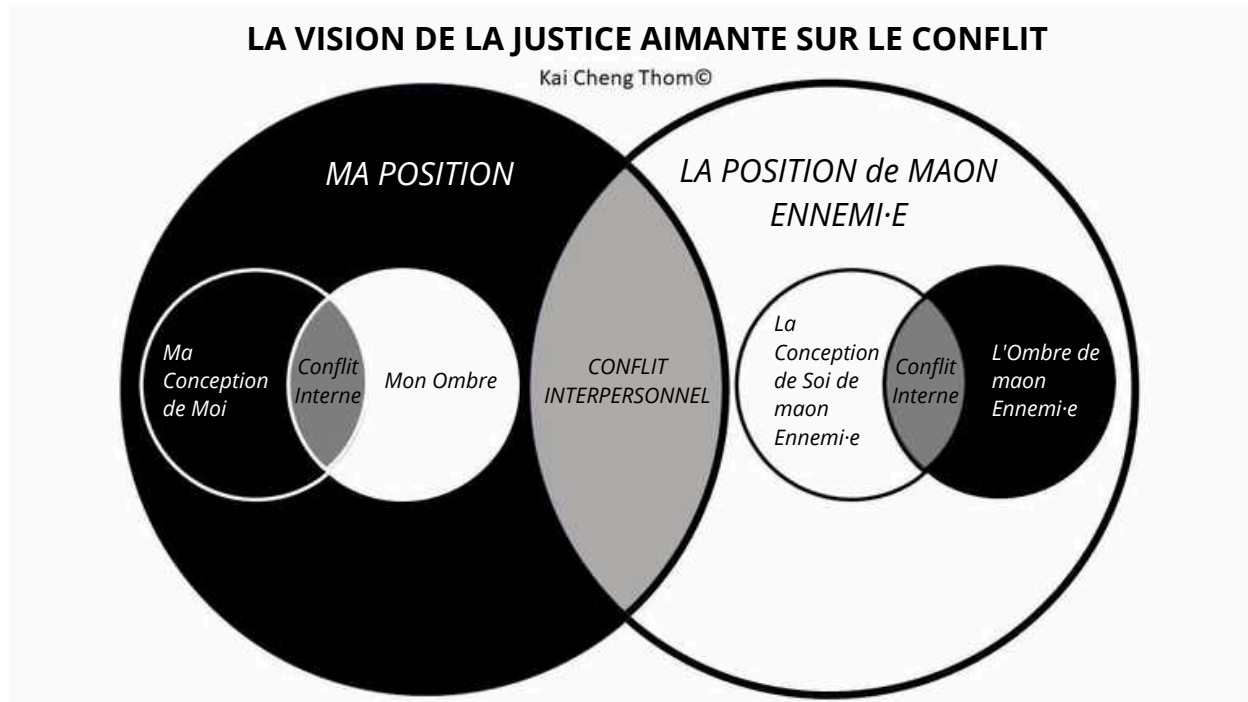 LA VISION DE LA JUSTICE AIMANTE SUR LE CONFLIT
Kai Cheng Thom©
MA POSITION
LA POSITION de MAON
ENNEMI·E
Ma
Conception
de Moi
Conflit
Interne
Mon Ombre
CONFLIT
INTERPERSONNEL
La
Conception
de Soi de
maon
Ennemi·e
Conflit
Interne
L'Ombre de
maon
Ennemi·e